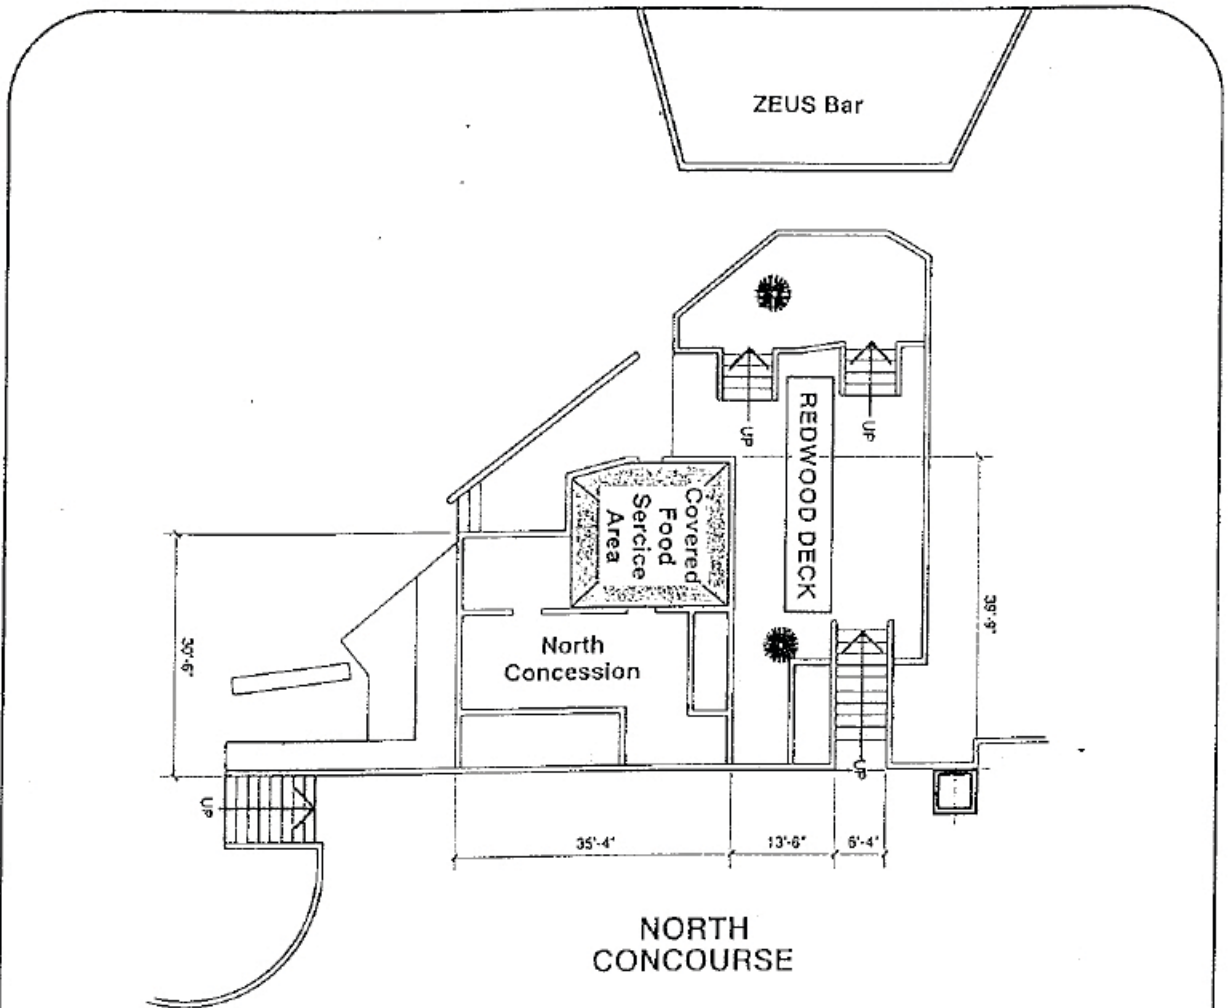 ZEUS Bar
UP
UP
REDWOOD DECK
Covered
Food
Sercice
Area
39'-9"
30'-6"
North
Concession
UP
UP
35'-4"
13'-6"
6'-4"
NORTH
CONCOURSE